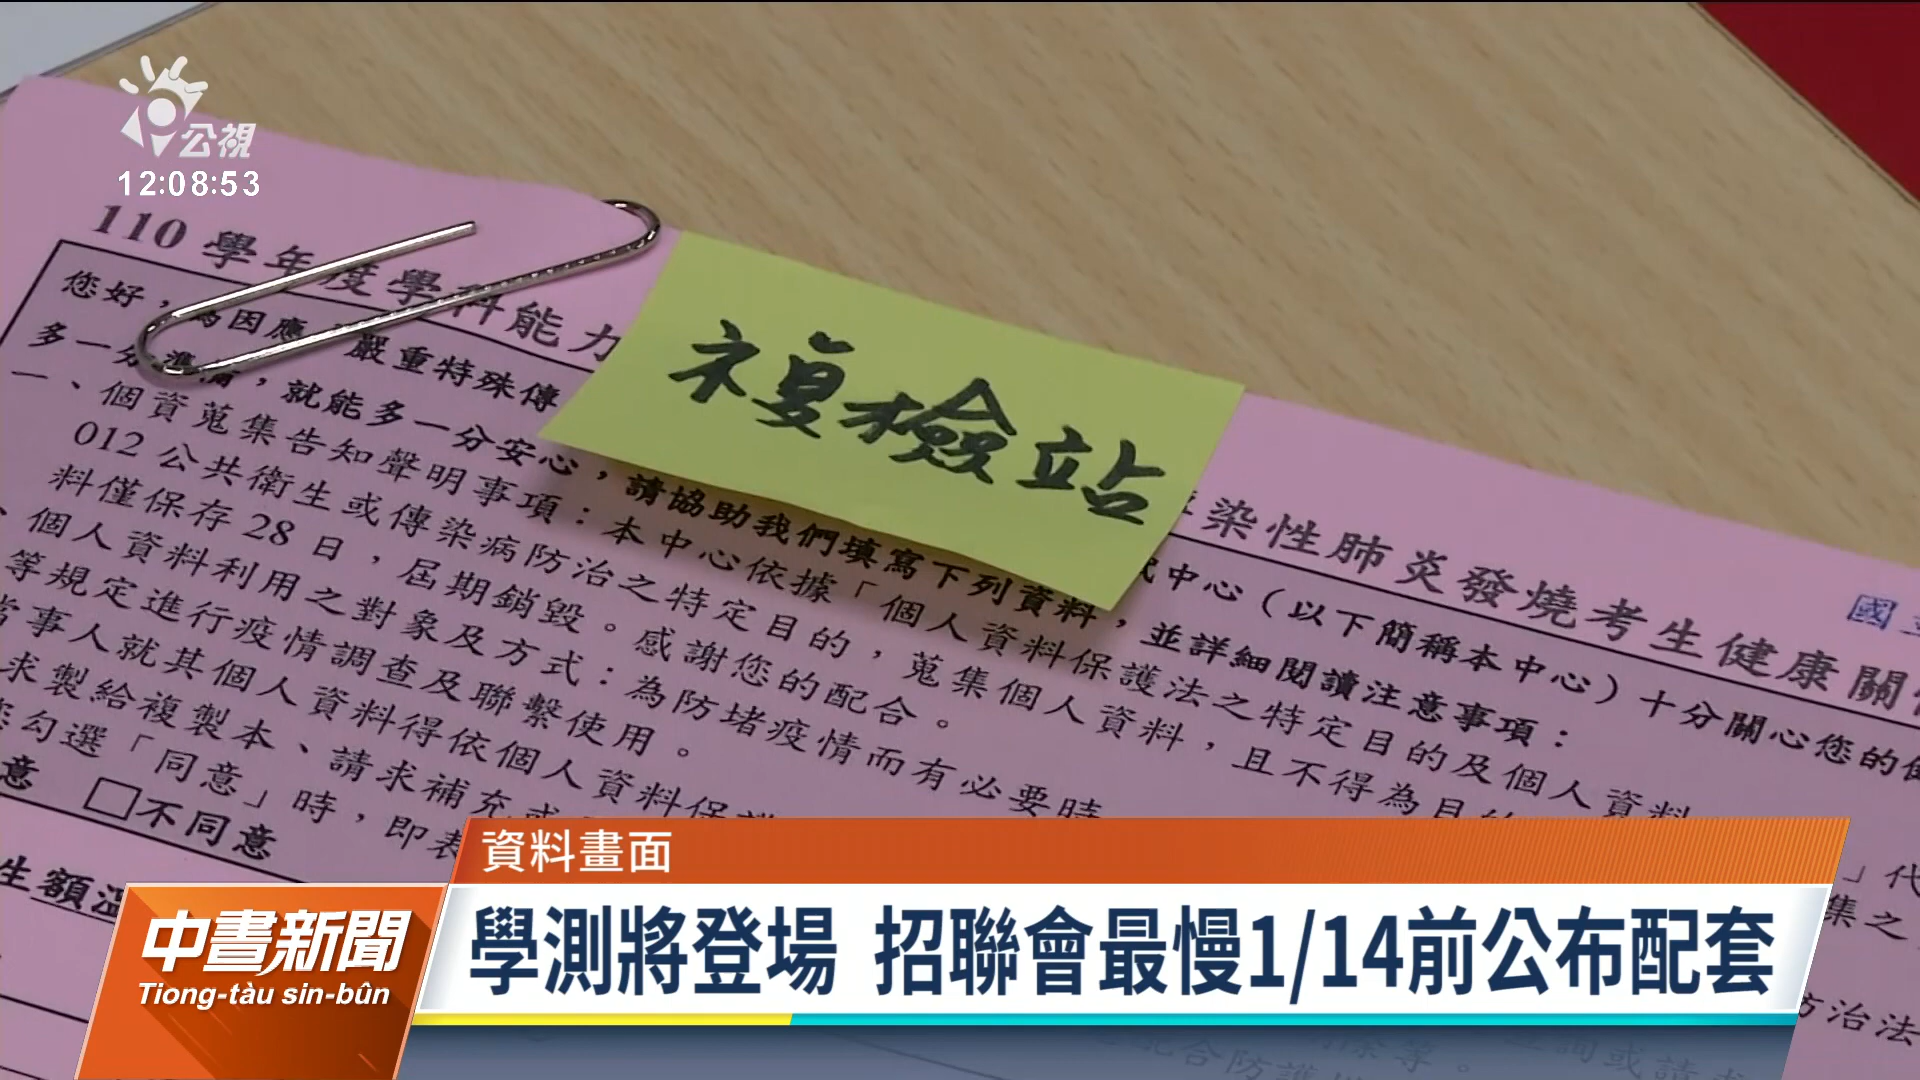 公視
12:08:53
110 學年度學科能力
染性肺炎發燒考生健康關
國
複檢站
您好，為因應 嚴重特殊傳
中心（以下簡稱本中心）十分關心您的
多一分準備，就能多一分安心，請協助我們填寫下列資料，並詳細閱讀注意事項：
一、個資蒐集告知聲明事項：本中心依據「個人資料保護法之特定目的及個人資料
012 公共衛生或傳染病防治之特定目的，蒐集個人資料，且不得為目的
料僅保存 28 日，屆期銷毀。感謝您的配合。
個人資料利用之對象及方式：為防堵疫情而有必要時
等規定進行疫情調查及聯繫使用。
事人就其個人資料得依個人資料保護
求製給複製本、請求補充或
勾選「同意」時，即表
意 □不同意
生額溫
」代
集之
防治法
資料畫面
中晝新聞
Tiong-tàu sin-bûn
學測將登場 招聯會最慢1/14前公布配套